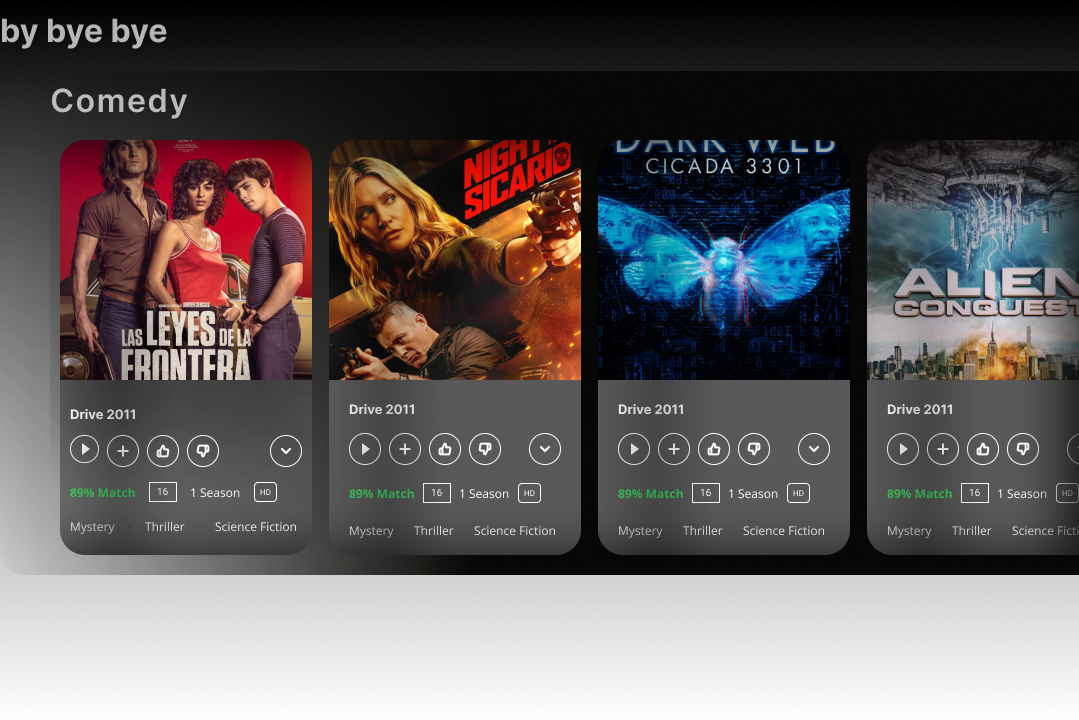 by bye bye
Comedy
LAS LEYES DE LA
FRONTERA
Drive 2011
89% Match 16 1 Season HD
Mystery Thriller Science Fiction
SICARIO
Drive 2011
89% Match 16 1 Season HD
Mystery Thriller Science Fiction
DARK WEB
CICADA 3301
Drive 2011
89% Match 16 1 Season HD
Mystery Thriller Science Fiction
ALIEN
CONQUEST
Drive 2011
89% Match 16 1 Season HD
Mystery Thriller Science Ficti